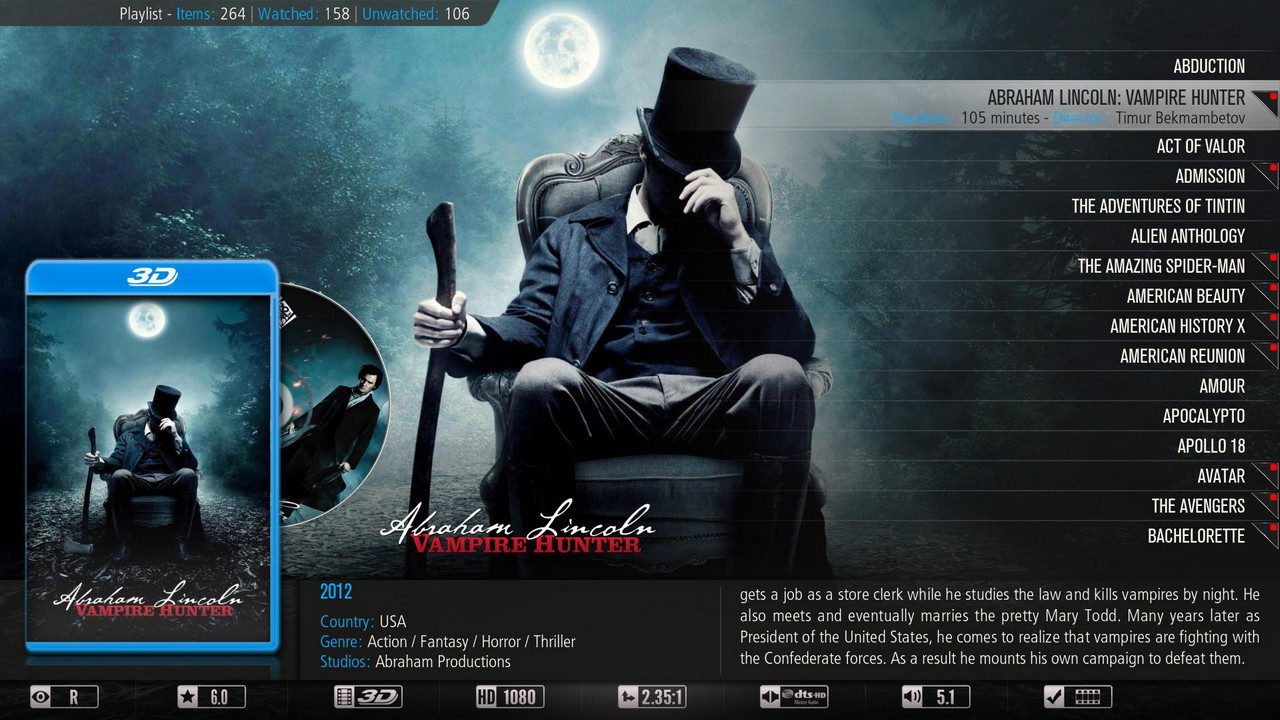 Playlist - Items: 264 | Watched: 158 | Unwatched: 106
ABDUCTION
ABRAHAM LINCOLN: VAMPIRE HUNTER
Duration: 105 minutes - Director: Timur Bekmambetov
ACT OF VALOR
ADMISSION
THE ADVENTURES OF TINTIN
ALIEN ANTHOLOGY
THE AMAZING SPIDER-MAN
AMERICAN BEAUTY
AMERICAN HISTORY X
AMERICAN REUNION
AMOUR
APOCALYPTO
APOLLO 18
AVATAR
THE AVENGERS
BACHELORETTE
3D
Abraham Lincoln
VAMPIRE HUNTER
Abraham Lincoln
VAMPIRE HUNTER
2012
Country: USA
Genre: Action / Fantasy / Horror / Thriller
Studios: Abraham Productions
gets a job as a store clerk while he studies the law and kills vampires by night. He
also meets and eventually marries the pretty Mary Todd. Many years later as
President of the United States, he comes to realize that vampires are fighting with
the Confederate forces. As a result he mounts his own campaign to defeat them.
R
6.0
3D
HD 1080
2.35:1
dts-HD
Master Audio
5.1